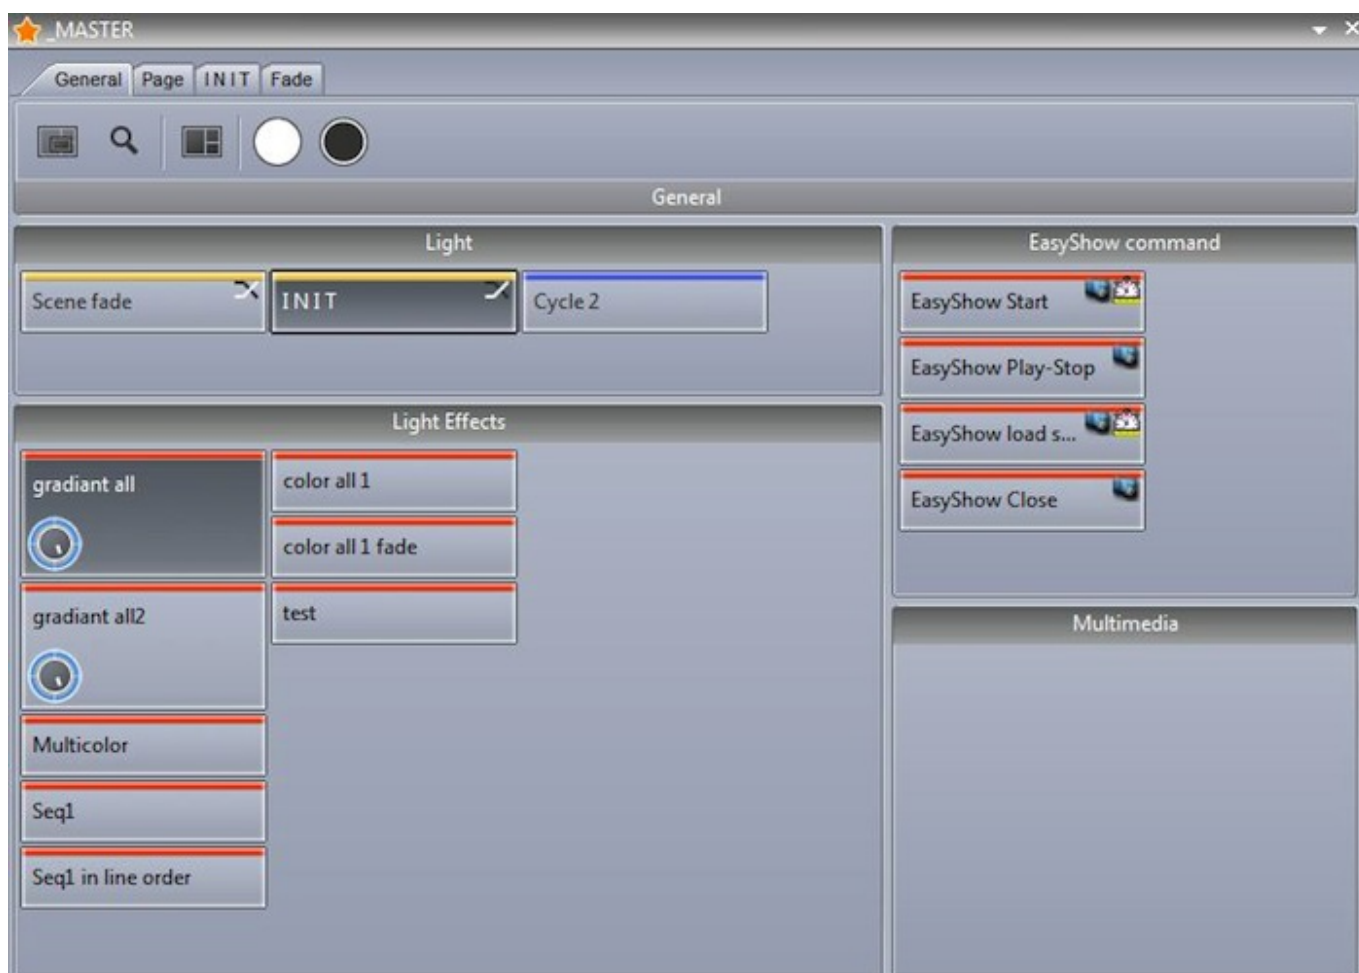 _MASTER
General Page INIT Fade
General
Light
Scene fade INIT Cycle 2
EasyShow command
EasyShow Start
EasyShow Play-Stop
EasyShow load s...
EasyShow Close
Light Effects
gradiant all
gradiant all2
Multicolor
Seq1
Seq1 in line order
color all 1
color all 1 fade
test
Multimedia